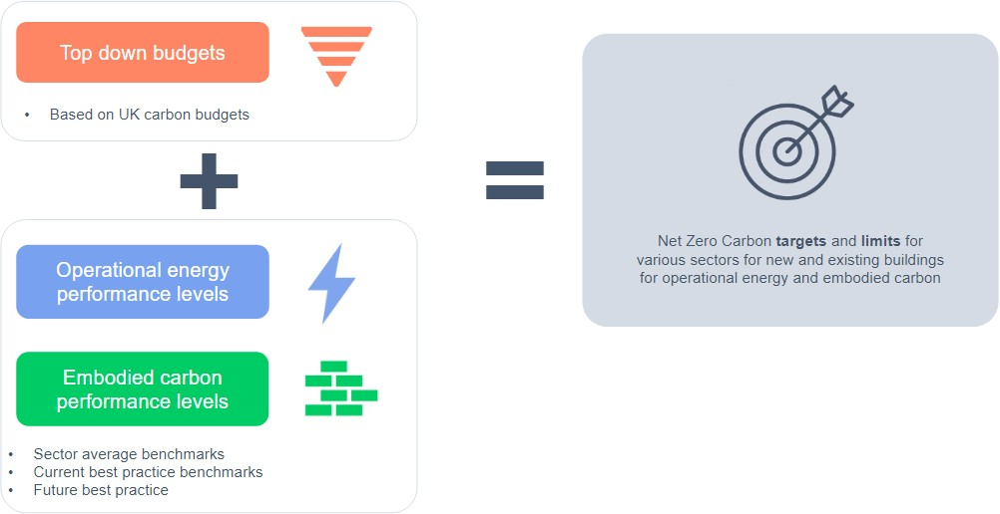 Top down budgets
• Based on UK carbon budgets
Operational energy
performance levels
Embodied carbon
performance levels
• Sector average benchmarks
• Current best practice benchmarks
• Future best practice
Net Zero Carbon targets and limits for
various sectors for new and existing buildings
for operational energy and embodied carbon